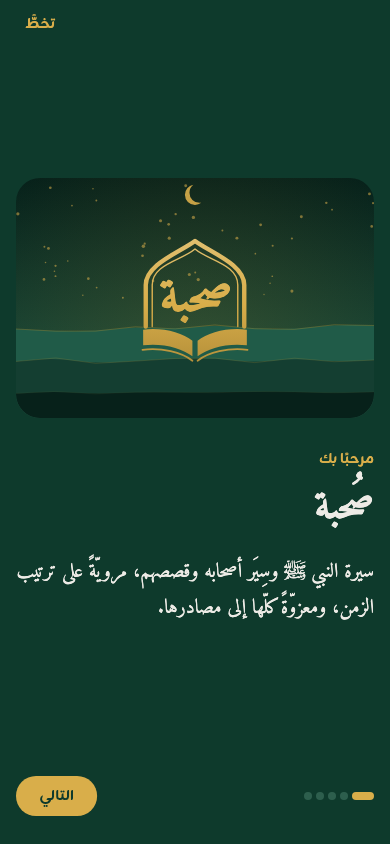 تخطَّ
صحبة
مرحبًا بك
صُحبة
سيرة النبي ﷺ وسِيَر أصحابه وقصصهم، مرويّةً على ترتيب
الزمن، ومعزوّةً كلّها إلى مصادرها.
التالي